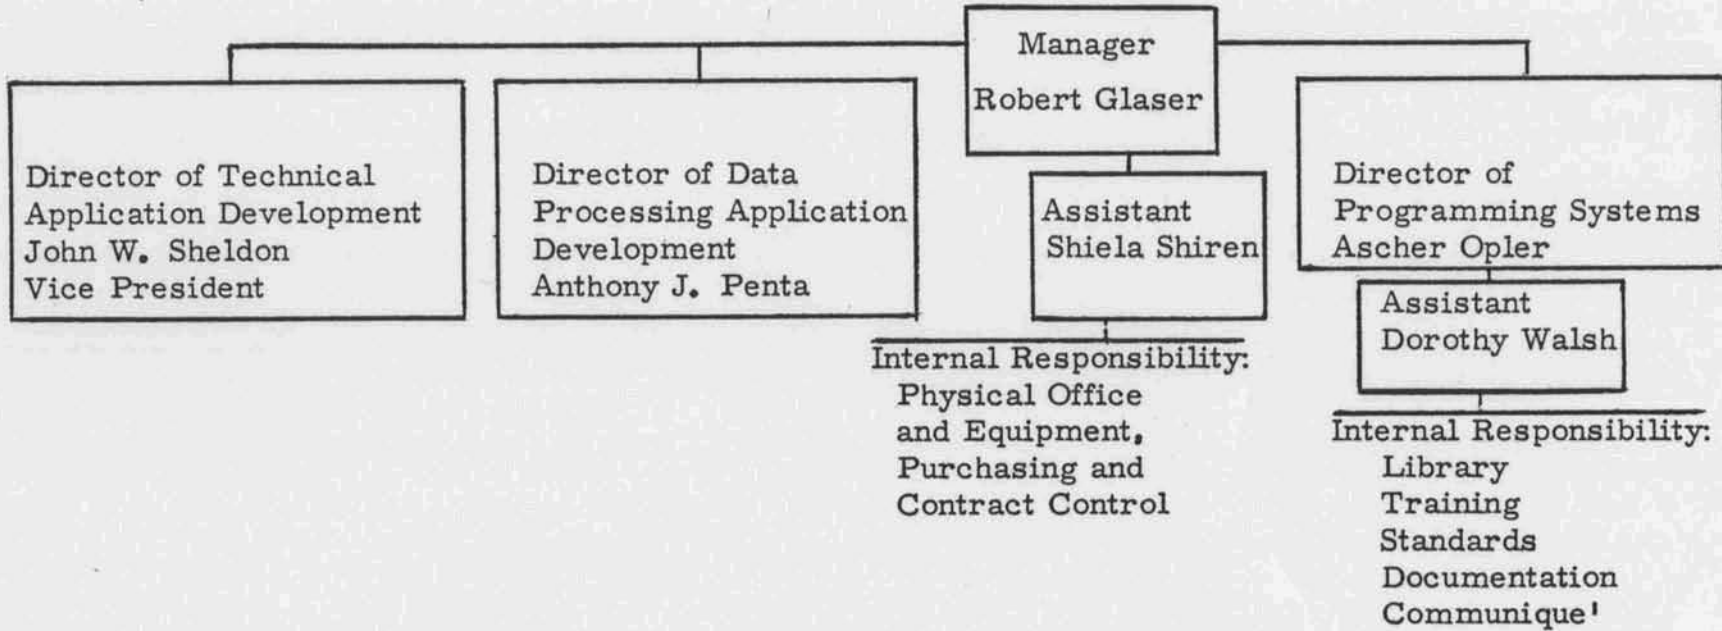 Manager
Robert Glaser
Director of Technical
Application Development
John W. Sheldon
Vice President
Director of Data
Processing Application
Development
Anthony J. Penta
Assistant
Shiela Shiren
Internal Responsibility:
Physical Office
and Equipment,
Purchasing and
Contract Control
Director of
Programming Systems
Ascher Opler
Assistant
Dorothy Walsh
Internal Responsibility:
Library
Training
Standards
Documentation
Communique'